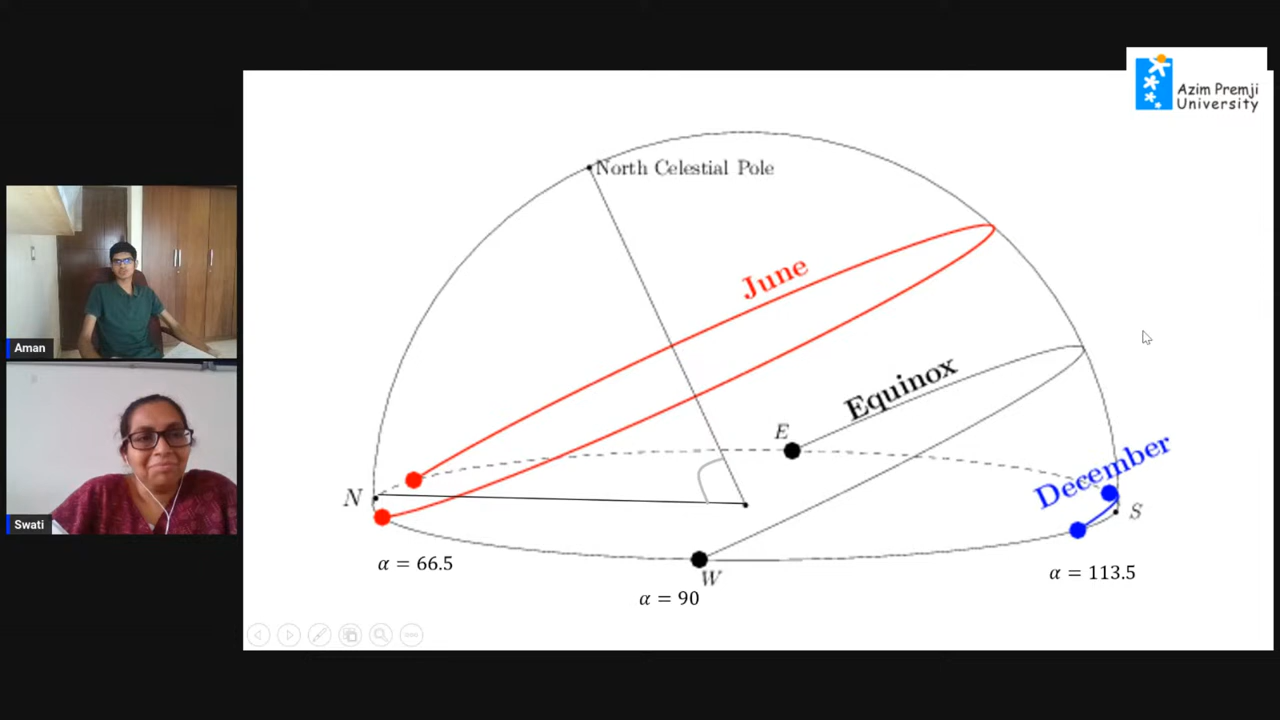 Azim Premji
University
North Celestial Pole
June
Equinox
E
December
N
S
W
α = 66.5
α = 113.5
α = 90
Aman
Swati